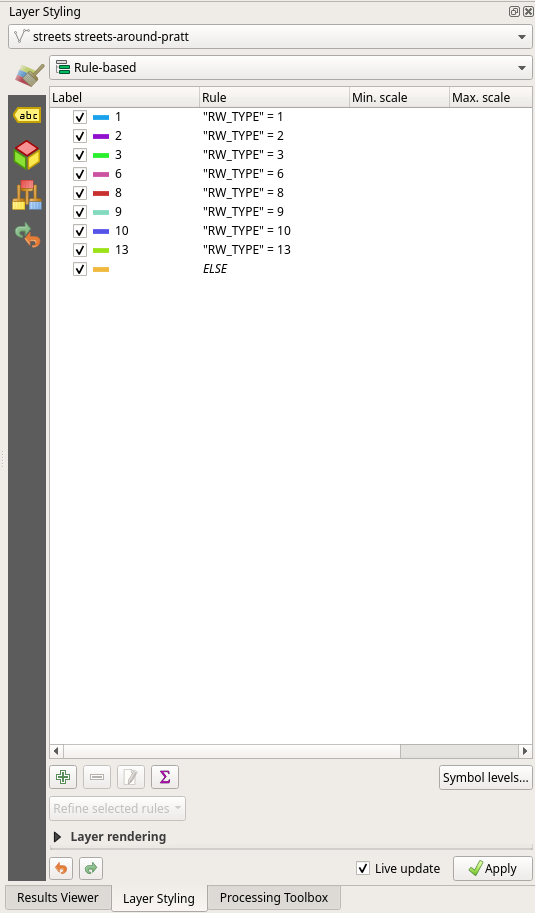 Layer Styling
streets streets-around-pratt
Rule-based
Label Rule Min. scale Max. scale
1 "RW_TYPE" = 1
2 "RW_TYPE" = 2
3 "RW_TYPE" = 3
6 "RW_TYPE" = 6
8 "RW_TYPE" = 8
9 "RW_TYPE" = 9
10 "RW_TYPE" = 10
13 "RW_TYPE" = 13
ELSE
abc
Σ Symbol levels...
Refine selected rules
Layer rendering
Live update Apply
Results Viewer Layer Styling Processing Toolbox